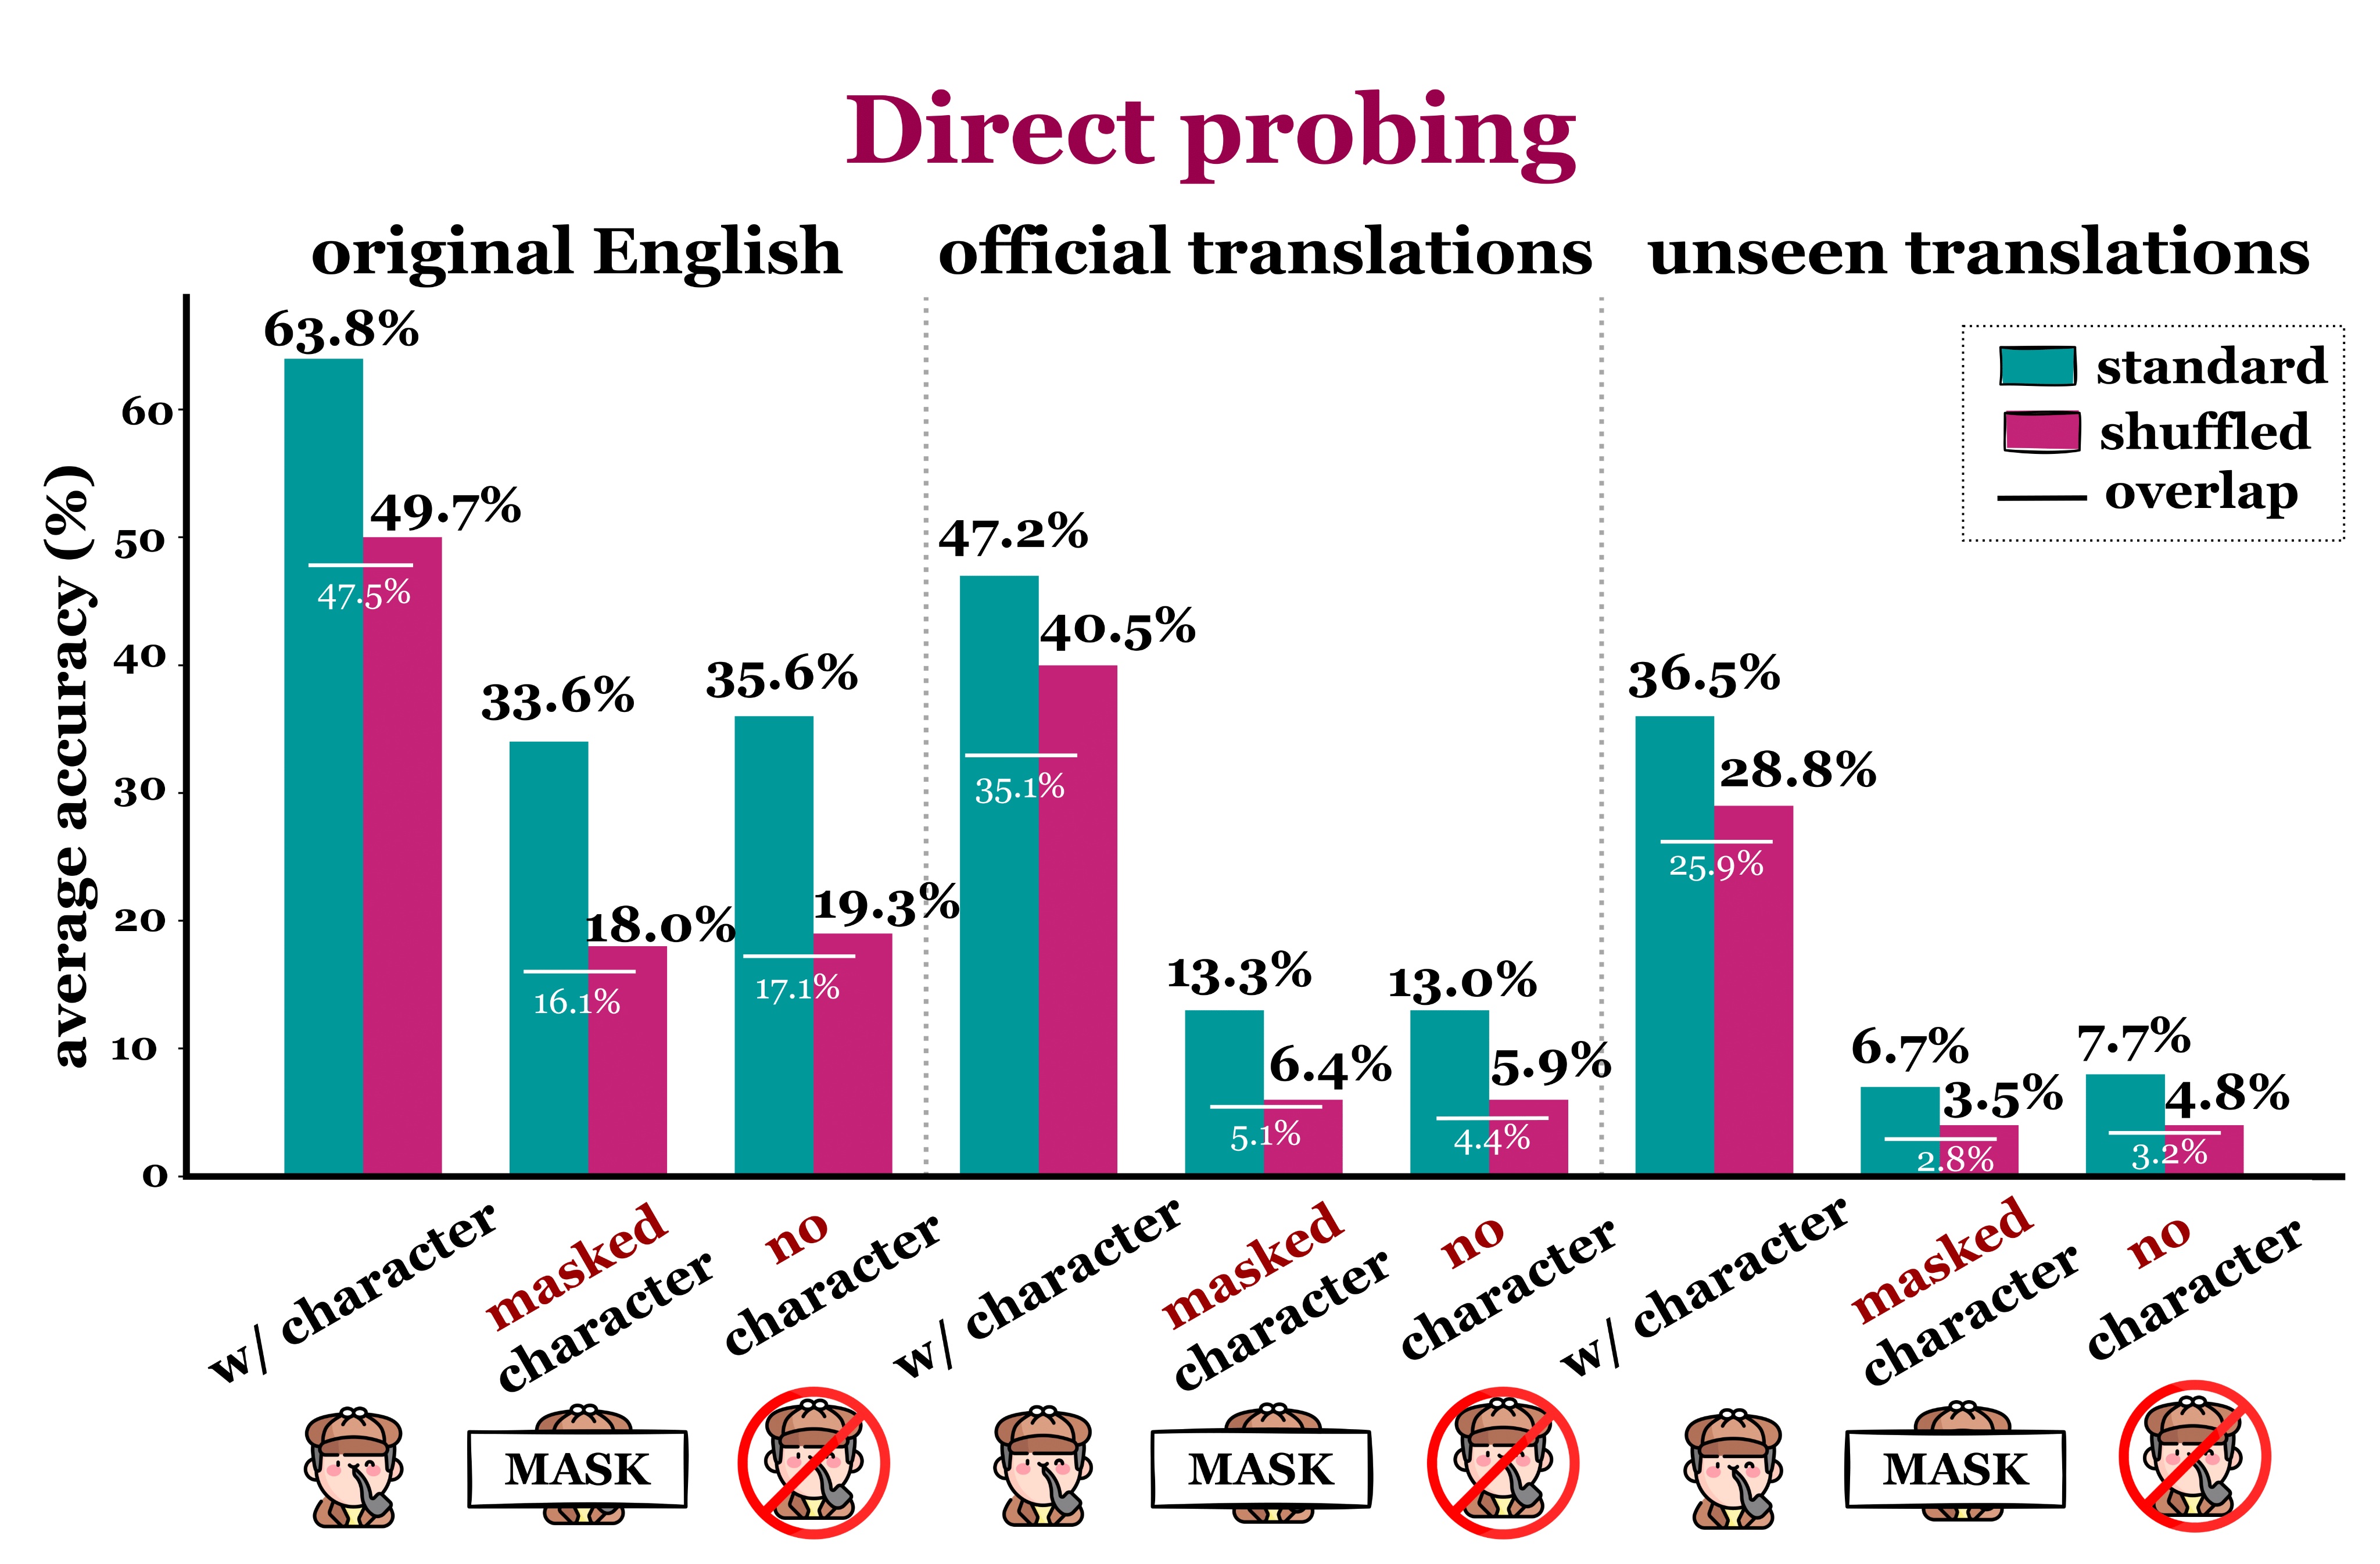 Direct probing
original English
official translations
unseen translations
average accuracy (%)
60
50
40
30
20
10
0
63.8%
49.7%
47.5%
33.6%
18.0%
16.1%
35.6%
19.3%
17.1%
47.2%
40.5%
35.1%
13.3%
6.4%
5.1%
13.0%
5.9%
4.4%
36.5%
28.8%
25.9%
6.7%
3.5%
2.8%
7.7%
4.8%
3.2%
standard
shuffled
overlap
w/ character
masked
character
no
character
w/ character
masked
character
no
character
w/ character
masked
character
no
character
MASK
MASK
MASK